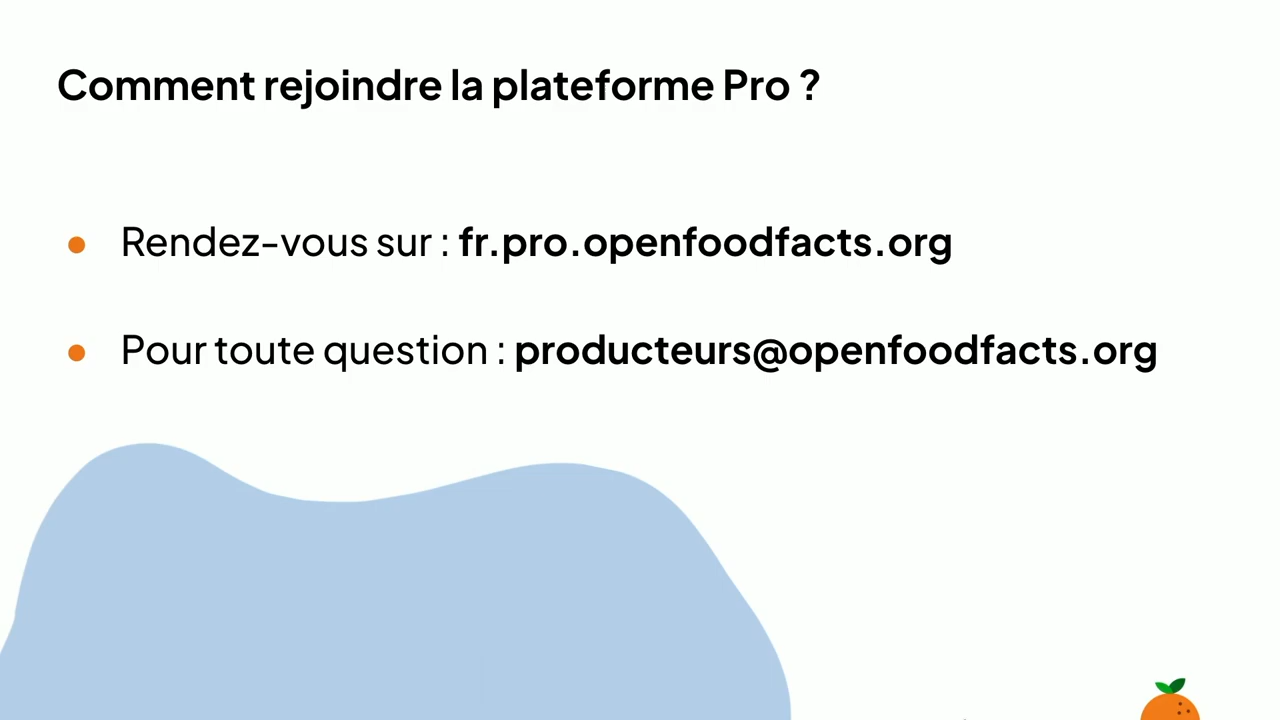 Comment rejoindre la plateforme Pro ?
● Rendez-vous sur : fr.pro.openfoodfacts.org
● Pour toute question : producteurs@openfoodfacts.org